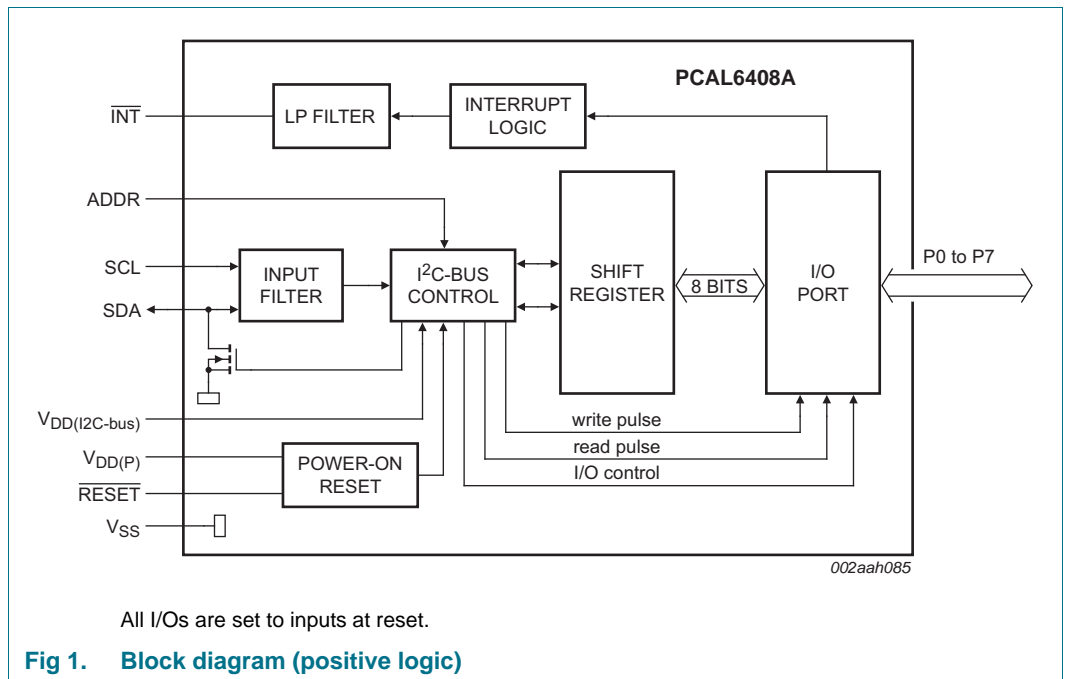 PCAL6408A
INT
LP FILTER
INTERRUPT
LOGIC
ADDR
SCL
SDA
INPUT
FILTER
I²C-BUS
CONTROL
SHIFT
REGISTER
8 BITS
I/O
PORT
P0 to P7
VDD(I2C-bus)
write pulse
read pulse
I/O control
VDD(P)
RESET
POWER-ON
RESET
VSS
002aah085
All I/Os are set to inputs at reset.
Fig 1. Block diagram (positive logic)